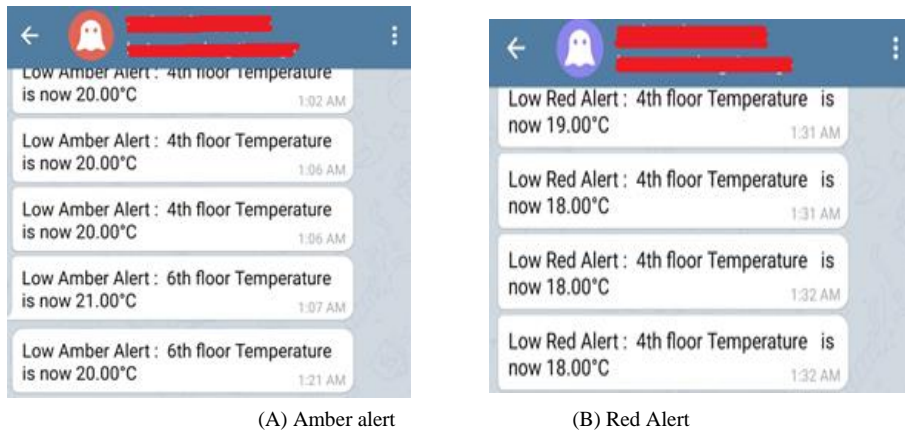 Low Amber Alert : 4th floor Temperature
is now 20.00°C
1:02 AM
Low Amber Alert : 4th floor Temperature
is now 20.00°C
1:06 AM
Low Amber Alert : 4th floor Temperature
is now 20.00°C
1:06 AM
Low Amber Alert : 6th floor Temperature
is now 21.00°C
1:07 AM
Low Amber Alert : 6th floor Temperature
is now 20.00°C
1:21 AM
(A) Amber alert
Low Red Alert : 4th floor Temperature is
now 19.00°C
1:31 AM
Low Red Alert : 4th floor Temperature is
now 18.00°C
1:31 AM
Low Red Alert : 4th floor Temperature is
now 18.00°C
1:32 AM
Low Red Alert : 4th floor Temperature is
now 18.00°C
1:32 AM
(B) Red Alert